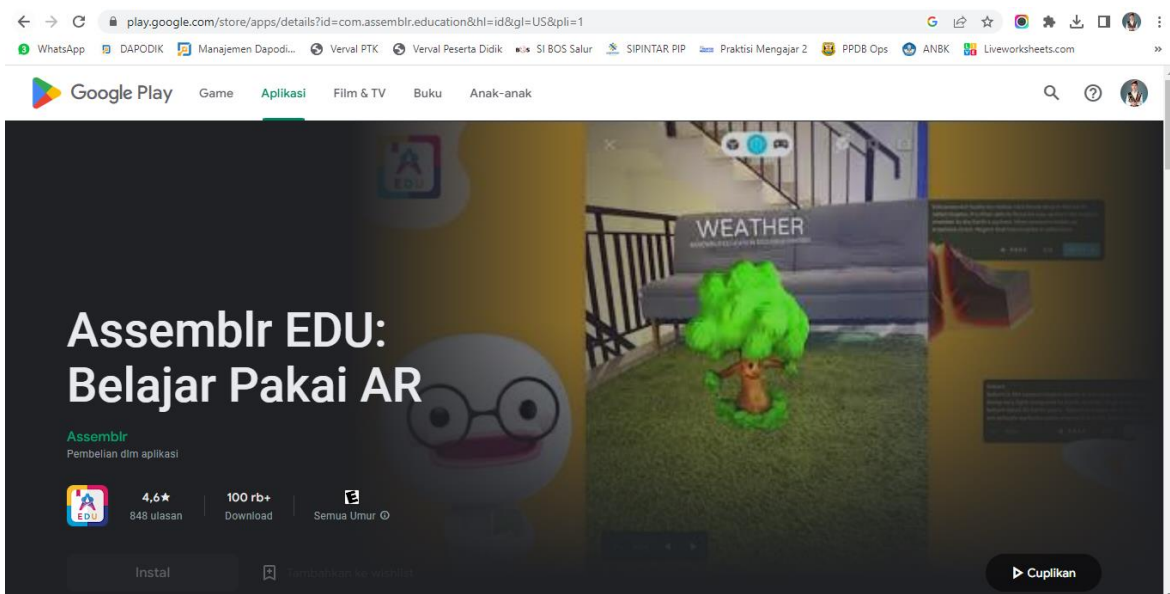 play.google.com/store/apps/details?id=com.assemblr.education&hl=id&gl=US&pli=1
WhatsApp DAPODIK Manajemen Dapodi... Verval PTK Verval Peserta Didik SI BOS Salur SIPINTAR PIP Praktisi Mengajar 2 PPDB Ops ANBK Liveworksheets.com »
Google Play Game Aplikasi Film & TV Buku Anak-anak
A
EDU
WEATHER
Assemblr EDU:
Belajar Pakai AR
Assemblr
Pembelian dlm aplikasi
A
EDU
4,6★ 100 rb+ E
848 ulasan Download Semua Umur
Instal Tambahkan ke wishlist
Cuplikan